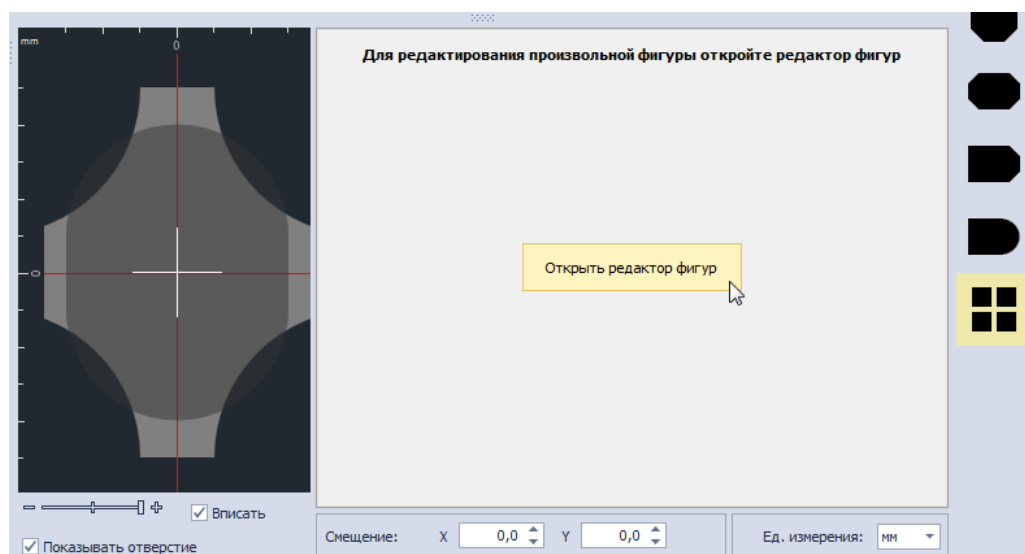 mm
0
0
Для редактирования произвольной фигуры откройте редактор фигур
Открыть редактор фигур
Вписать
Показывать отверстие
Смещение: X 0,0 Y 0,0 Ед. измерения: мм